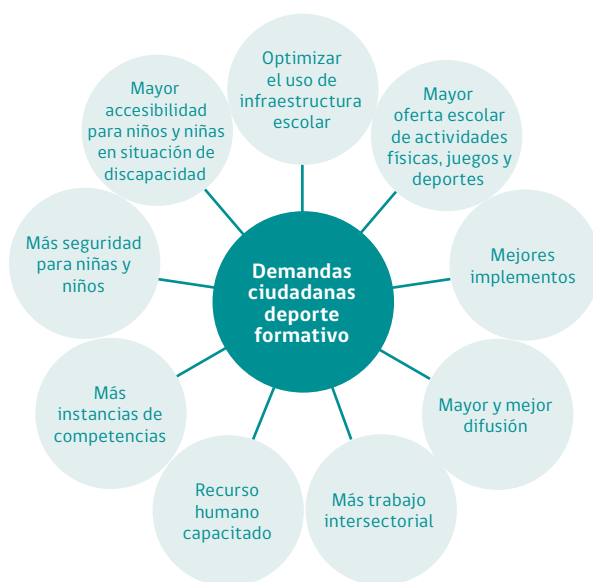 Optimizar
el uso de
infraestructura
escolar
Mayor
oferta escolar
de actividades
físicas, juegos y
deportes
Mejores
implementos
Mayor y mejor
difusión
Más trabajo
intersectorial
Recurso
humano
capacitado
Más
instancias de
competencias
Más seguridad
para niñas y
niños
Mayor
accesibilidad
para niños y niñas
en situación de
discapacidad
Demandas
ciudadanas
deporte
formativo